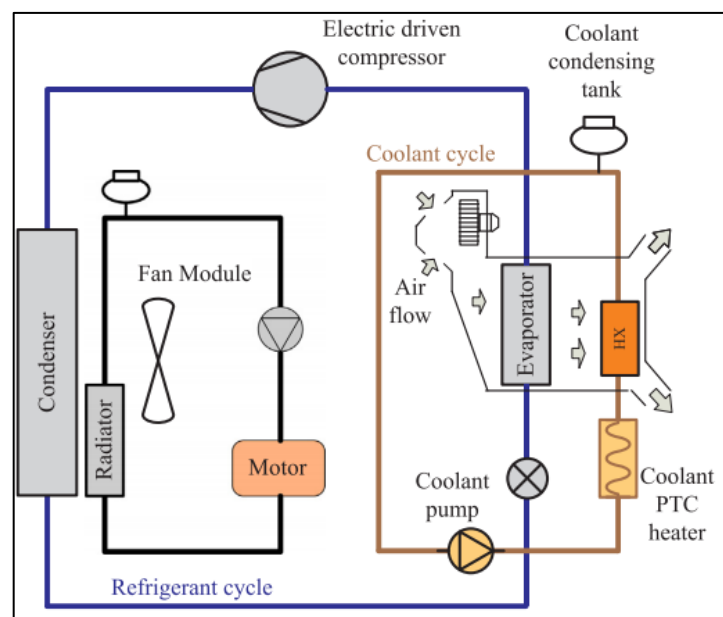 Electric driven
compressor
Coolant
condensing
tank
Coolant cycle
Fan Module
Air
flow
Condenser
Radiator
Evaporator
HX
Motor
Coolant
pump
Coolant
PTC
heater
Refrigerant cycle